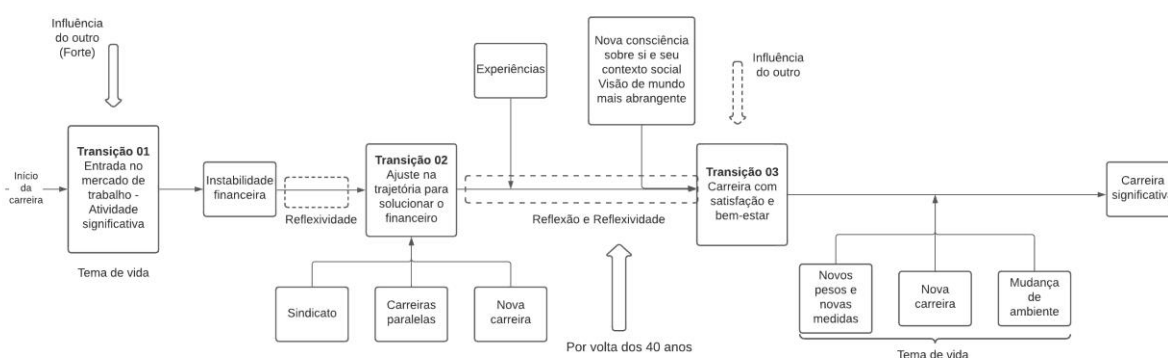 Influência
do outro
(Forte)
Início
da
carreira
Transição 01
Entrada no
mercado de
trabalho -
Atividade
significativa
Tema de vida
Instabilidade
financeira
Reflexividade
Transição 02
Ajuste na
trajetória para
solucionar o
financeiro
Sindicato
Carreiras
paralelas
Nova
carreira
Experiências
Nova consciência
sobre si e seu
contexto social
Visão de mundo
mais abrangente
Reflexão e Reflexividade
Por volta dos 40 anos
Influência
do outro
Transição 03
Carreira com
satisfação e
bem-estar
Novos
pesos e
novas
medidas
Nova
carreira
Mudança
de
ambiente
Tema de vida
Carreira
significativa